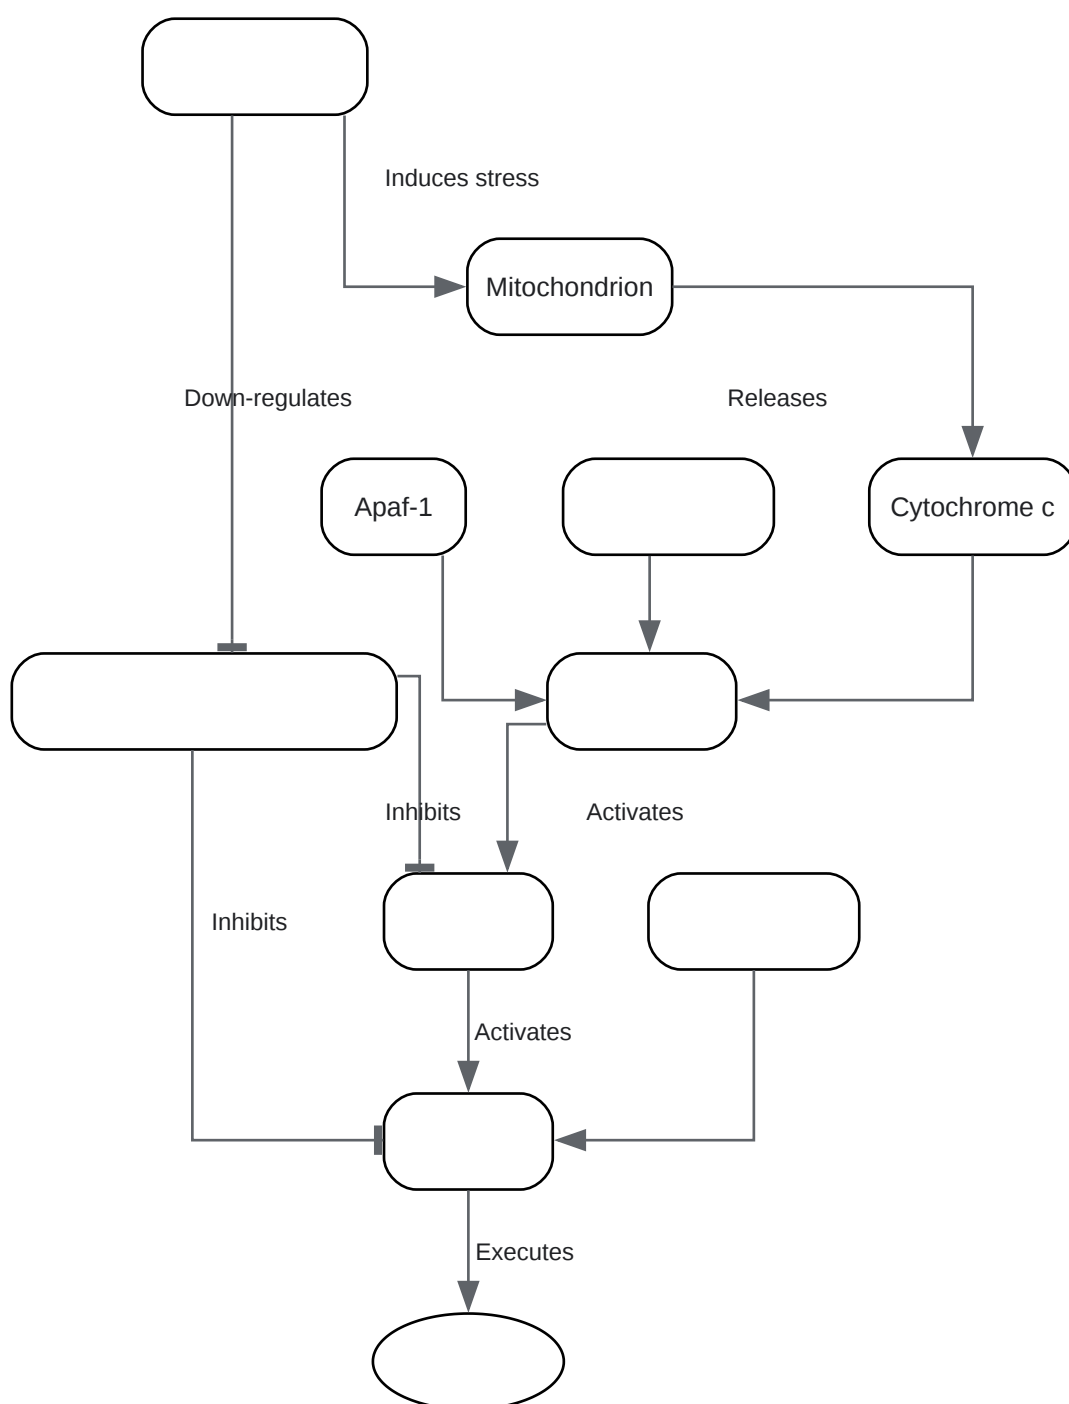 Induces stress
Mitochondrion
Down-regulates
Releases
Apaf-1
Cytochrome c
Inhibits
Activates
Inhibits
Activates
Executes